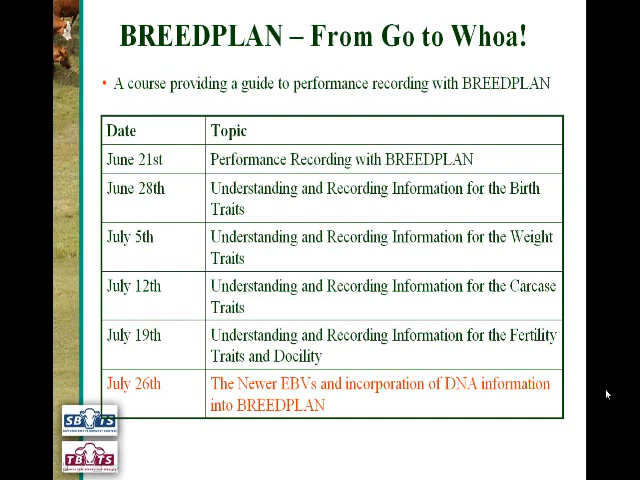 BREEDPLAN – From Go to Whoa!
• A course providing a guide to performance recording with BREEDPLAN
Date Topic
June 21st Performance Recording with BREEDPLAN
June 28th Understanding and Recording Information for the Birth
Traits
July 5th Understanding and Recording Information for the Weight
Traits
July 12th Understanding and Recording Information for the Carcase
Traits
July 19th Understanding and Recording Information for the Fertility
Traits and Docility
July 26th The Newer EBVs and incorporation of DNA information
into BREEDPLAN
SBTS
TBTS